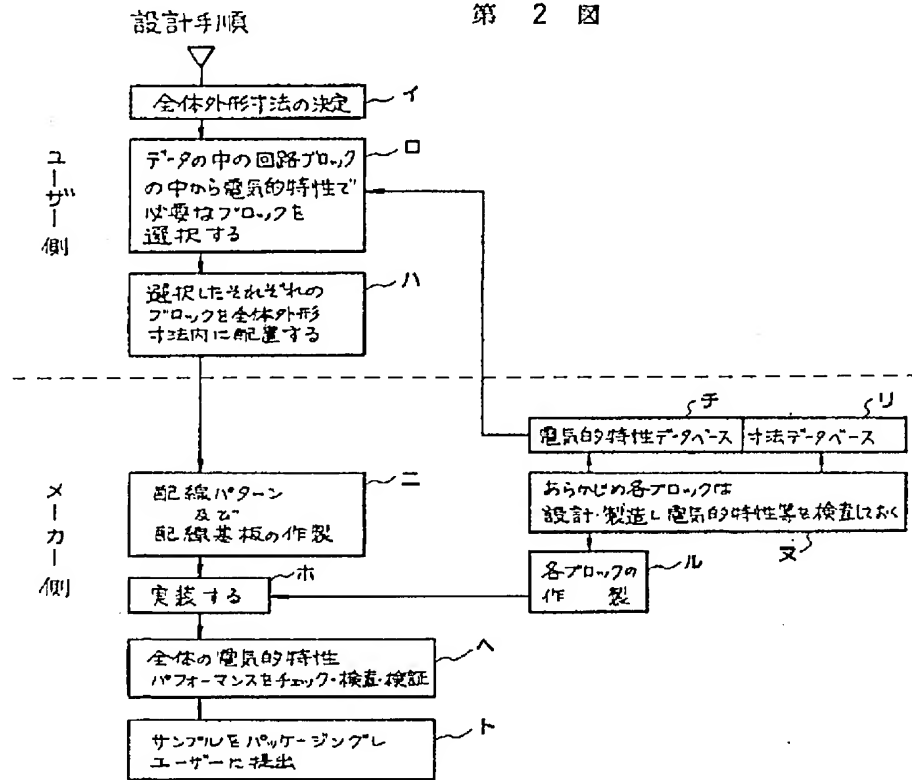 第 2 図
設計手順
全体外形寸法の決定
イ
ユーザー側
データの中の回路ブロック
の中から電気的特性で
必要なブロックを
選択する
ロ
選択したそれぞれの
ブロックを全体外形
寸法内に配置する
ハ
チ
リ
電気的特性データベース
寸法データベース
メーカー側
配線パターン
及び
配線基板の作製
ニ
あらかじめ各ブロックは
設計・製造し電気的特性等を検査しておく
ヌ
実装する
ホ
各ブロックの
作 製
ル
全体の電気的特性
パフォーマンスをチェック・検査・検証
ヘ
サンプルをパッケージングし
ユーザーに提出
ト